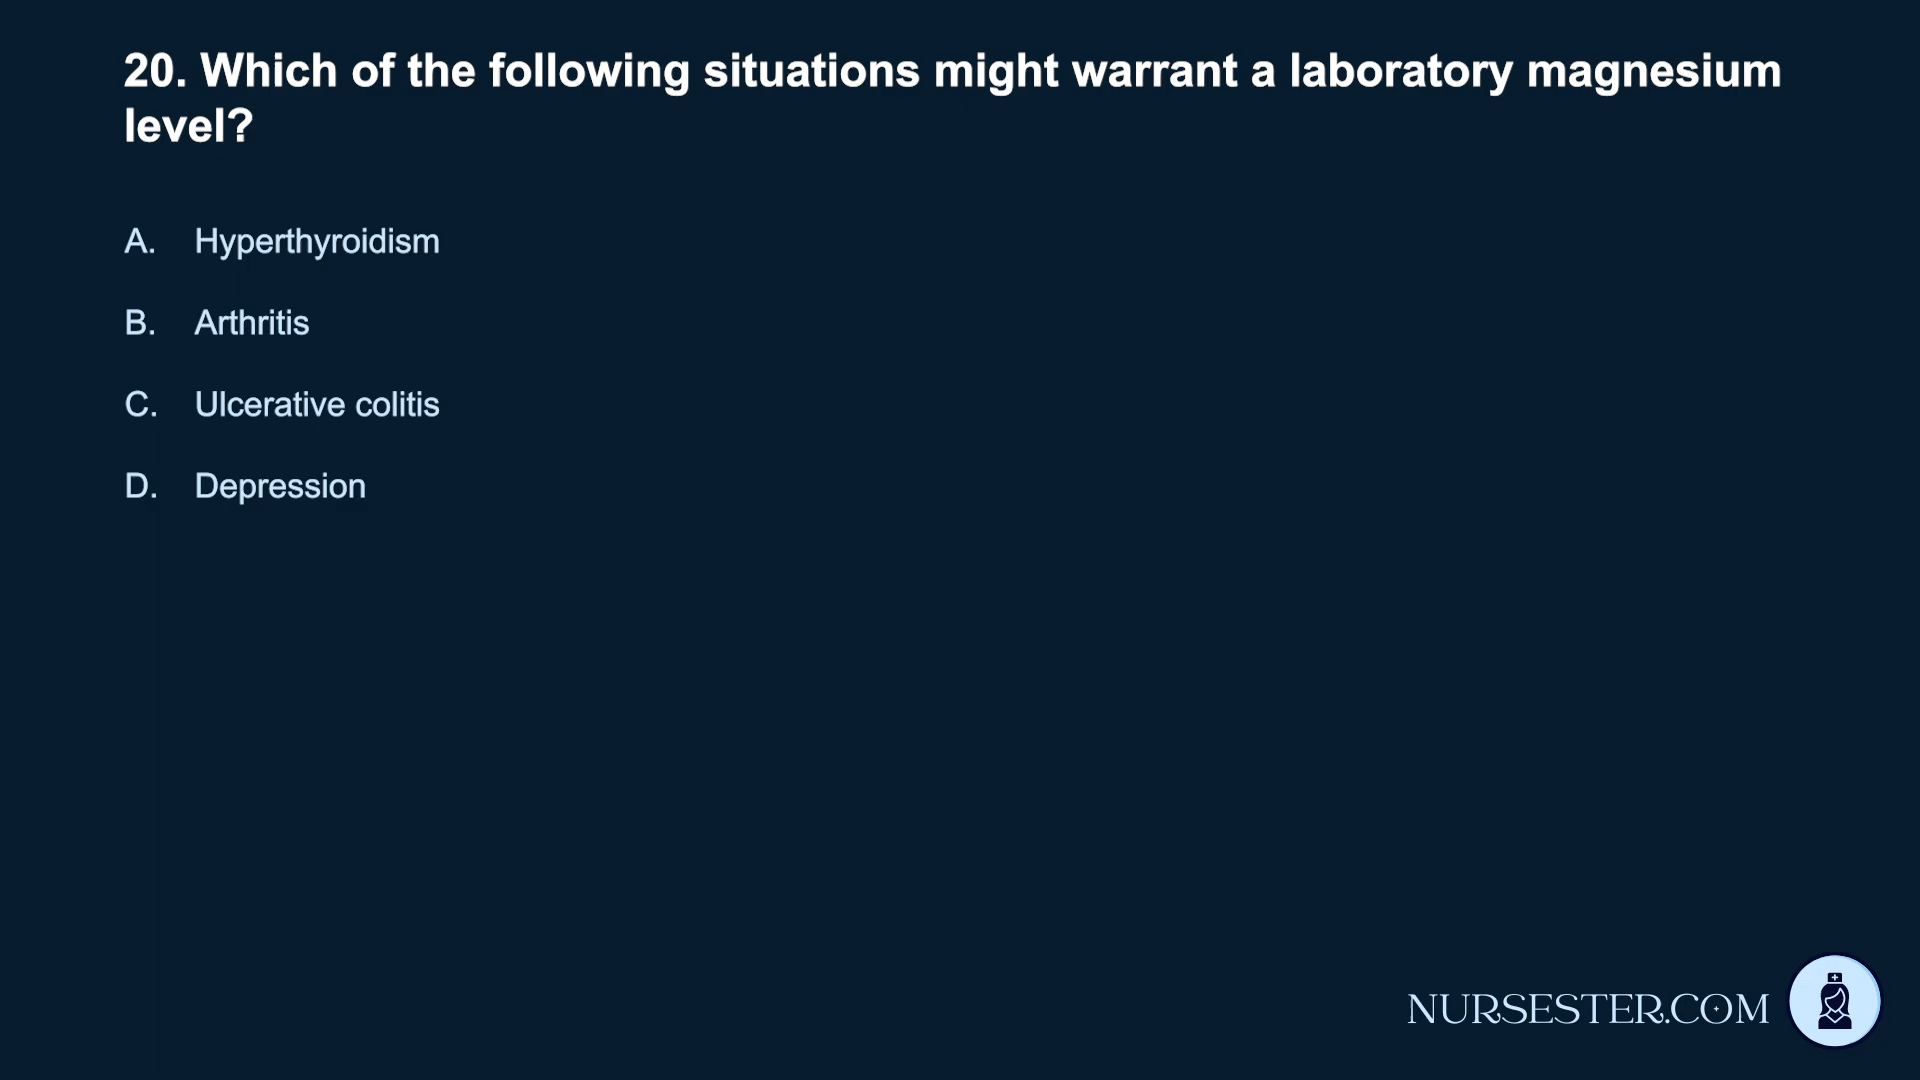 20. Which of the following situations might warrant a laboratory magnesium
level?
A. Hyperthyroidism
B. Arthritis
C. Ulcerative colitis
D. Depression
NURSESTER.COM